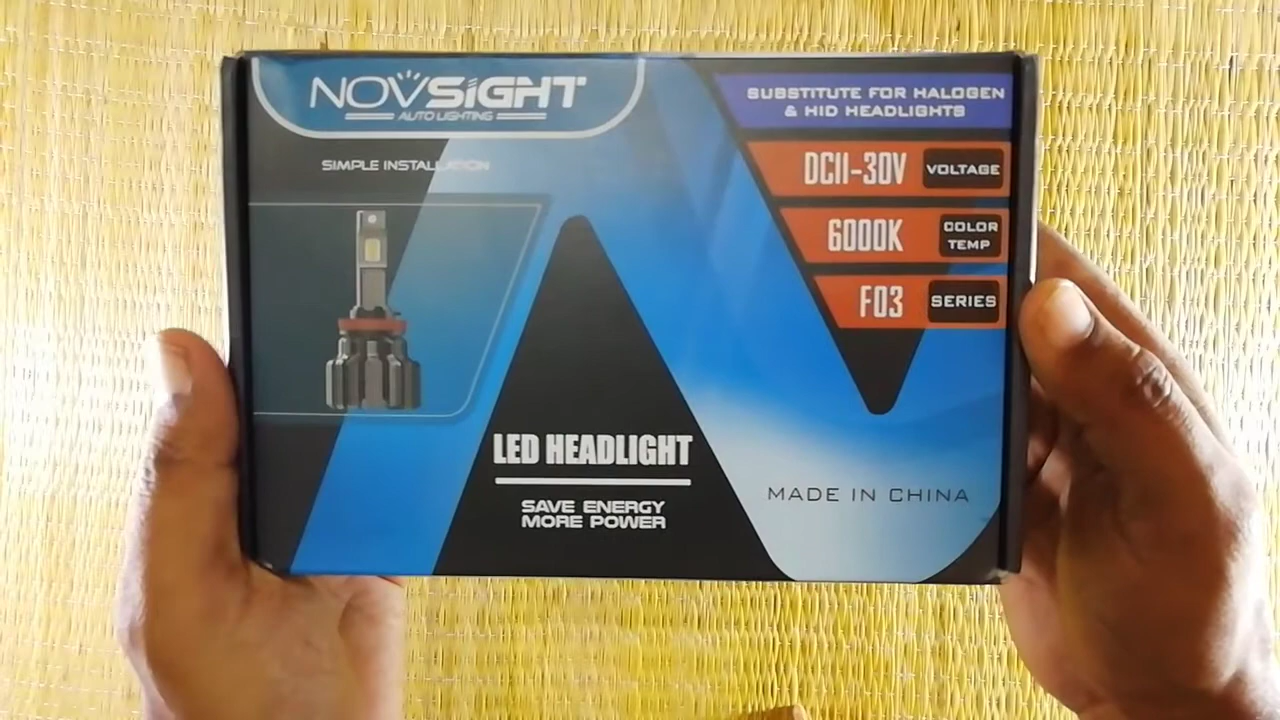 NOVSIGHT
AUTO LIGHTING
SIMPLE INSTALLATION
SUBSTITUTE FOR HALOGEN
& HID HEADLIGHTS
DC11-30V VOLTAGE
6000K COLOR TEMP
F03 SERIES
LED HEADLIGHT
SAVE ENERGY
MORE POWER
MADE IN CHINA